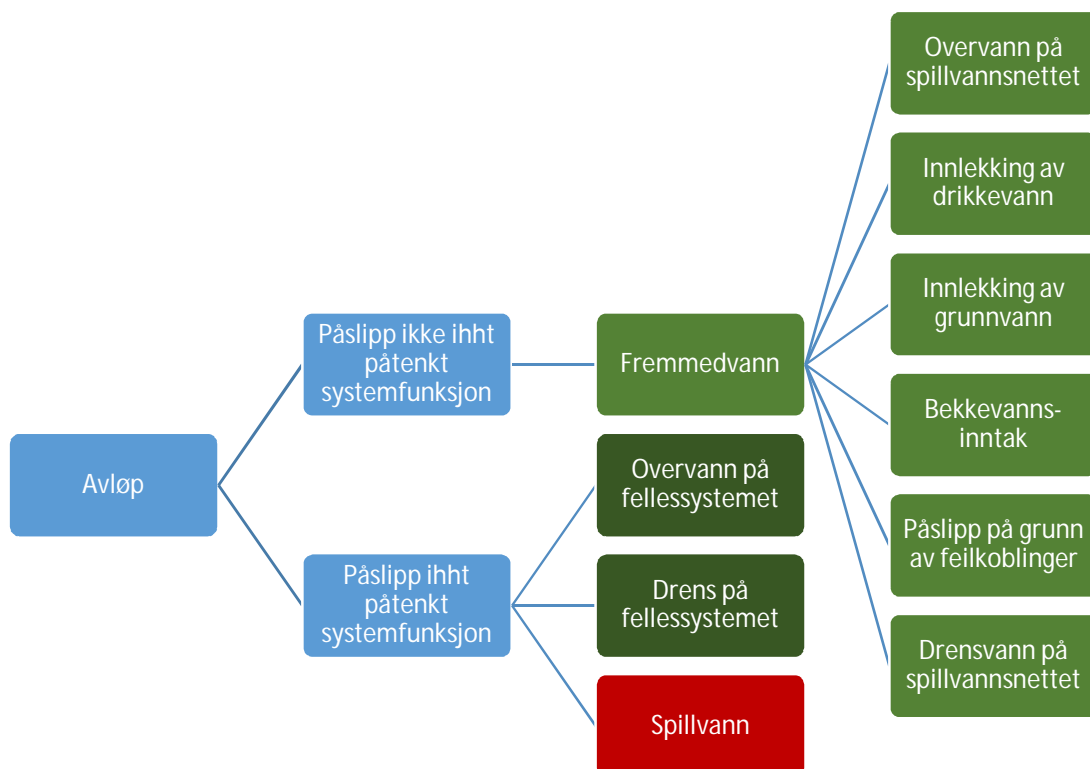 Avløp
Påslipp ikke ihht
påtenkt
systemfunksjon
Påslipp ihht
påtenkt
systemfunksjon
Fremmedvann
Overvann på
fellessystemet
Drens på
fellessystemet
Spillvann
Overvann på
spillvannsnettet
Innlekking av
drikkevann
Innlekking av
grunnvann
Bekkevanns-
inntak
Påslipp på grunn
av feilkoblinger
Drensvann på
spillvannsnettet